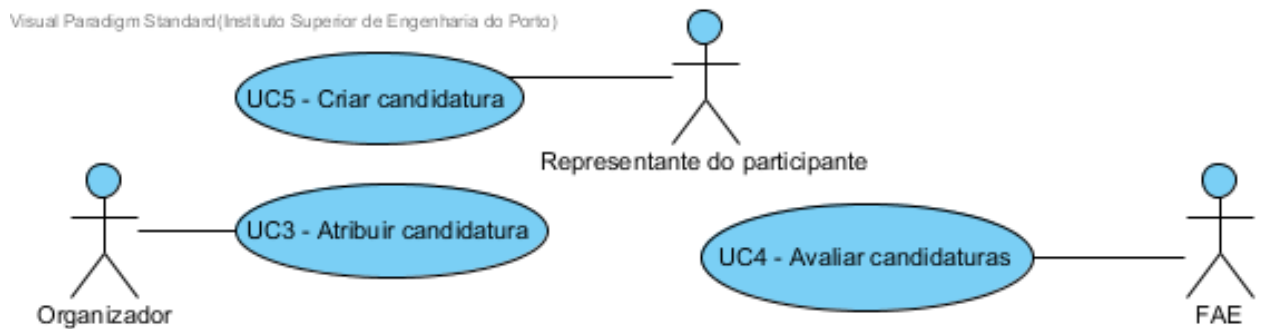 Visual Paradigm Standard(Instituto Superior de Engenharia do Porto)
UC5 - Criar candidatura
Representante do participante
UC3 - Atribuir candidatura
UC4 - Avaliar candidaturas
Organizador
FAE